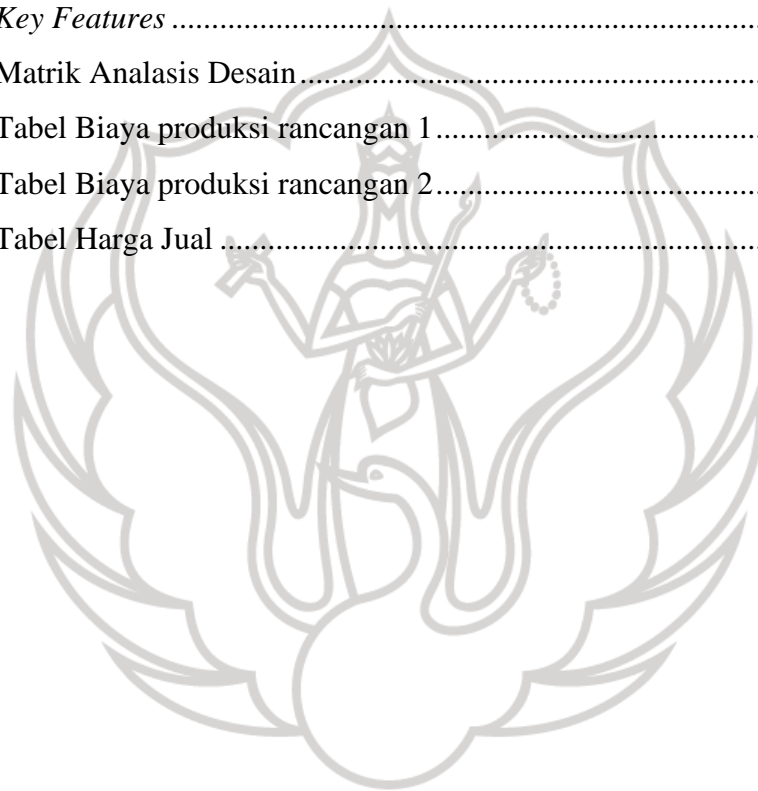 Key Features ..........................................................................
Matrik Analasis Desain..........................................................
Tabel Biaya produksi rancangan 1.........................................
Tabel Biaya produksi rancangan 2.........................................
Tabel Harga Jual ....................................................................